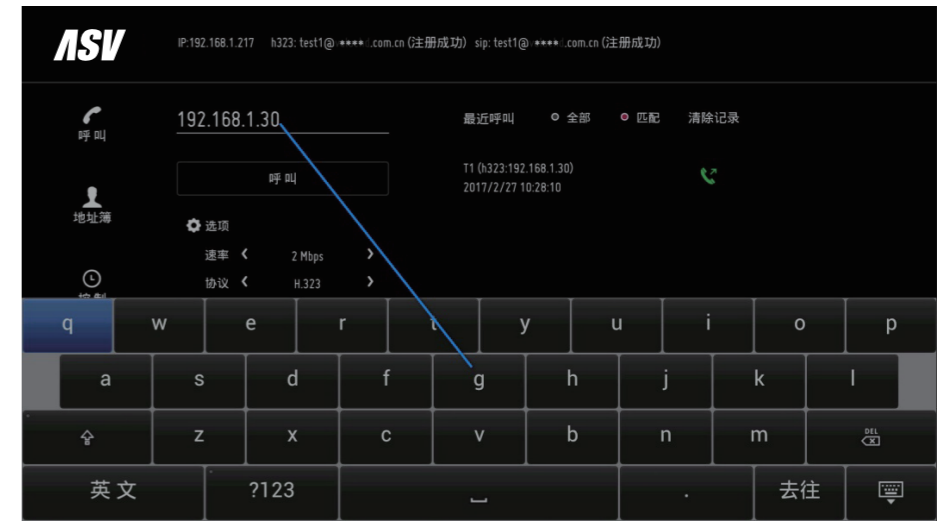 ASV
IP:192.168.1.217 h323: test1@ ****.com.cn (注册成功) sip: test1@ ****.com.cn (注册成功)
呼叫
192.168.1.30
最近呼叫 全部 匹配 清除记录
呼叫
T1 (h323:192.168.1.30)
2017/2/27 10:28:10
地址簿
选项
速率 2 Mbps
协议 H.323
q w e r t y u i o p
a s d f g h j k l
z x c v b n m DEL
英文 ?123 . 去往